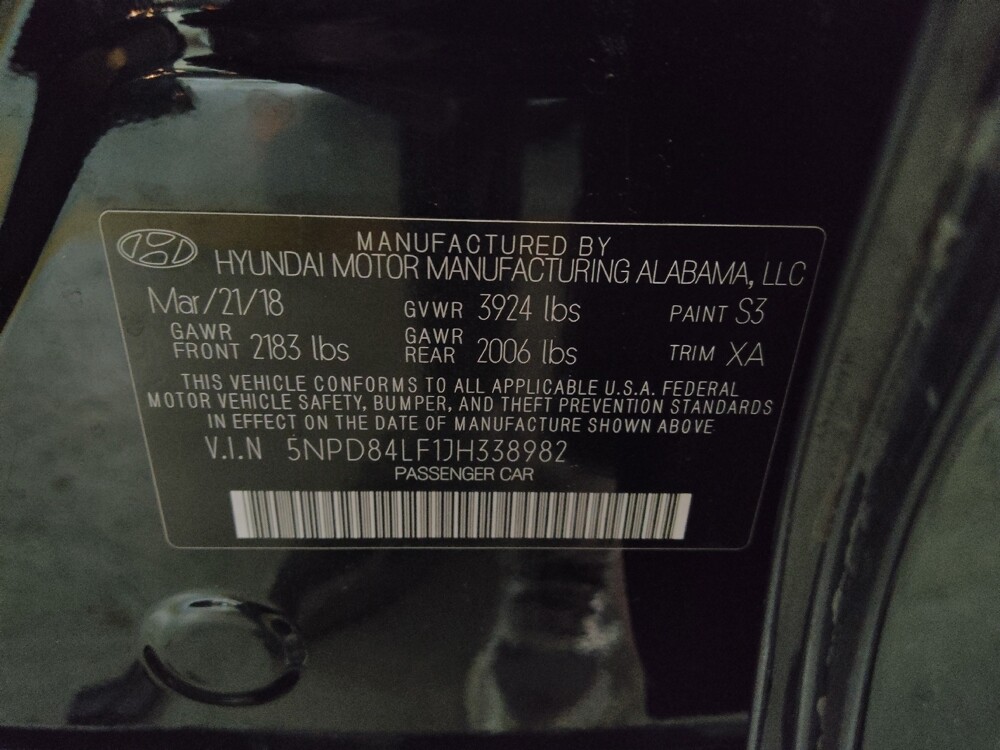 MANUFACTURED BY
HYUNDAI MOTOR MANUFACTURING ALABAMA, LLC
Mar/21/18 GVWR 3924 lbs PAINT S3
GAWR FRONT 2183 lbs GAWR REAR 2006 lbs TRIM XA
THIS VEHICLE CONFORMS TO ALL APPLICABLE U.S.A. FEDERAL
MOTOR VEHICLE SAFETY, BUMPER, AND THEFT PREVENTION STANDARDS
IN EFFECT ON THE DATE OF MANUFACTURE SHOWN ABOVE
V.I.N 5NPD84LF1JH338982
PASSENGER CAR